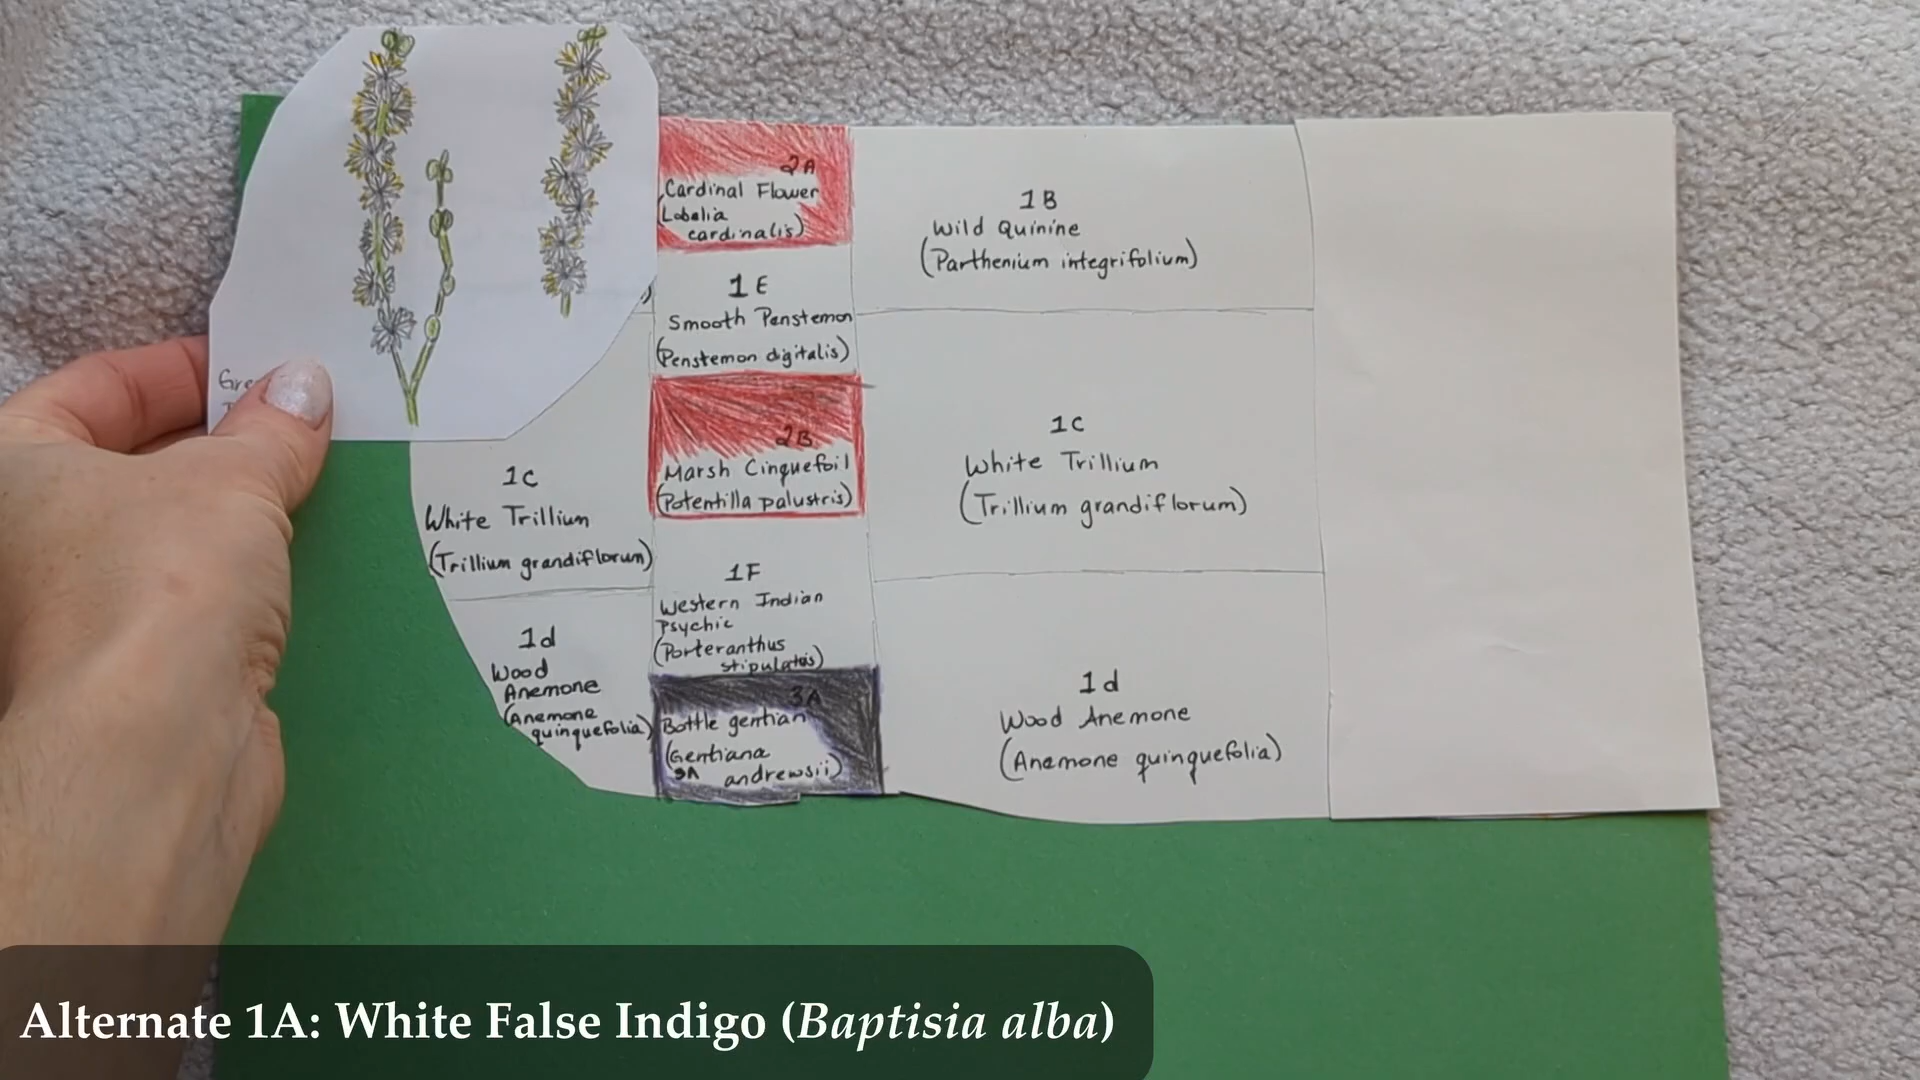 2A
Cardinal Flower
(Lobelia
cardinalis)
1E
Smooth Penstemon
(Penstemon digitalis)
2B
Marsh Cinquefoil
(Potentilla palustris)
1F
Western Indian
Psychic
(Porteranthus
stipulatus)
3A
Bottle gentian
(Gentiana
andrewsii)
1B
Wild Quinine
(Parthenium integrifolium)
1C
White Trillium
(Trillium grandiflorum)
1d
Wood Anemone
(Anemone quinquefolia)
1C
White Trillium
(Trillium grandiflorum)
1d
Wood
Anemone
(Anemone
quinquefolia)
Alternate 1A: White False Indigo (Baptisia alba)